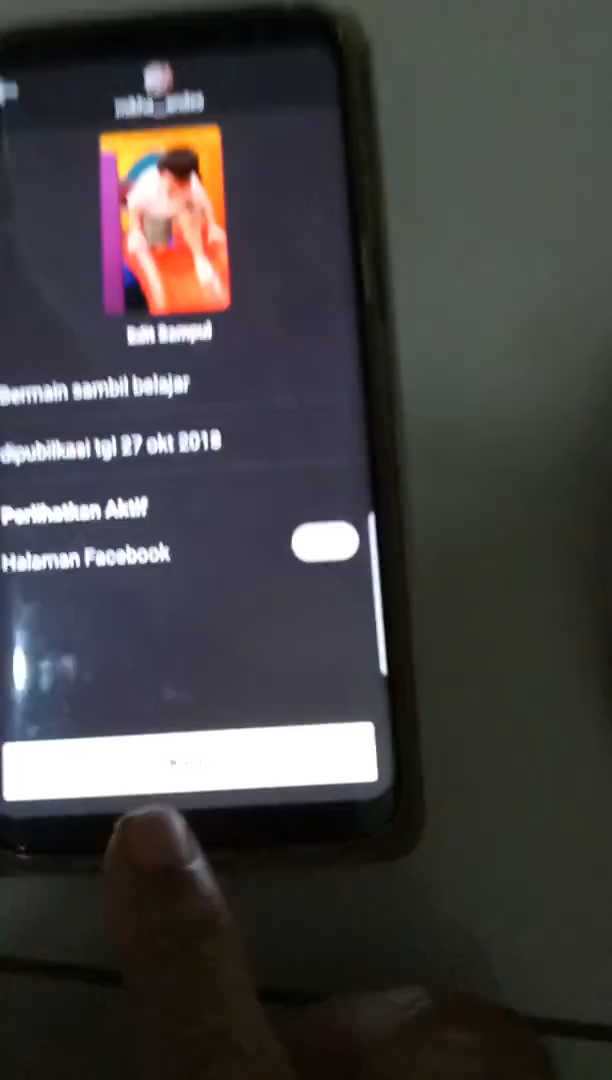 Edit Sampul
Bermain sambil belajar
dipublikasi tgl 27 okt 2018
Perlihatkan Aktif
Halaman Facebook